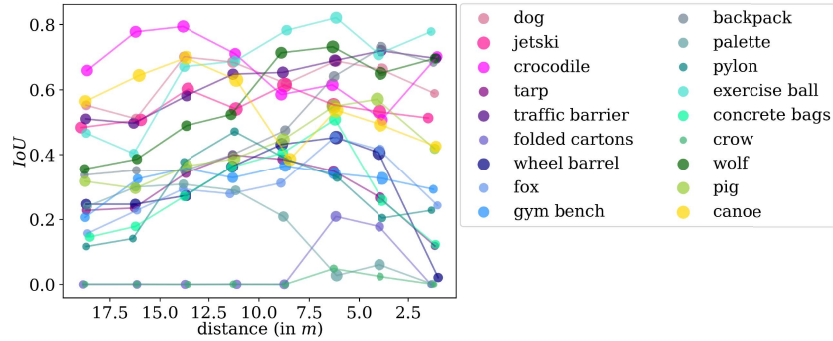 0.8
0.6
0.4
0.2
0.0
IoU
17.5 15.0 12.5 10.0 7.5 5.0 2.5
distance (in m)
dog
jetski
crocodile
tarp
traffic barrier
folded cartons
wheel barrel
fox
gym bench
backpack
palette
pylon
exercise ball
concrete bags
crow
wolf
pig
canoe